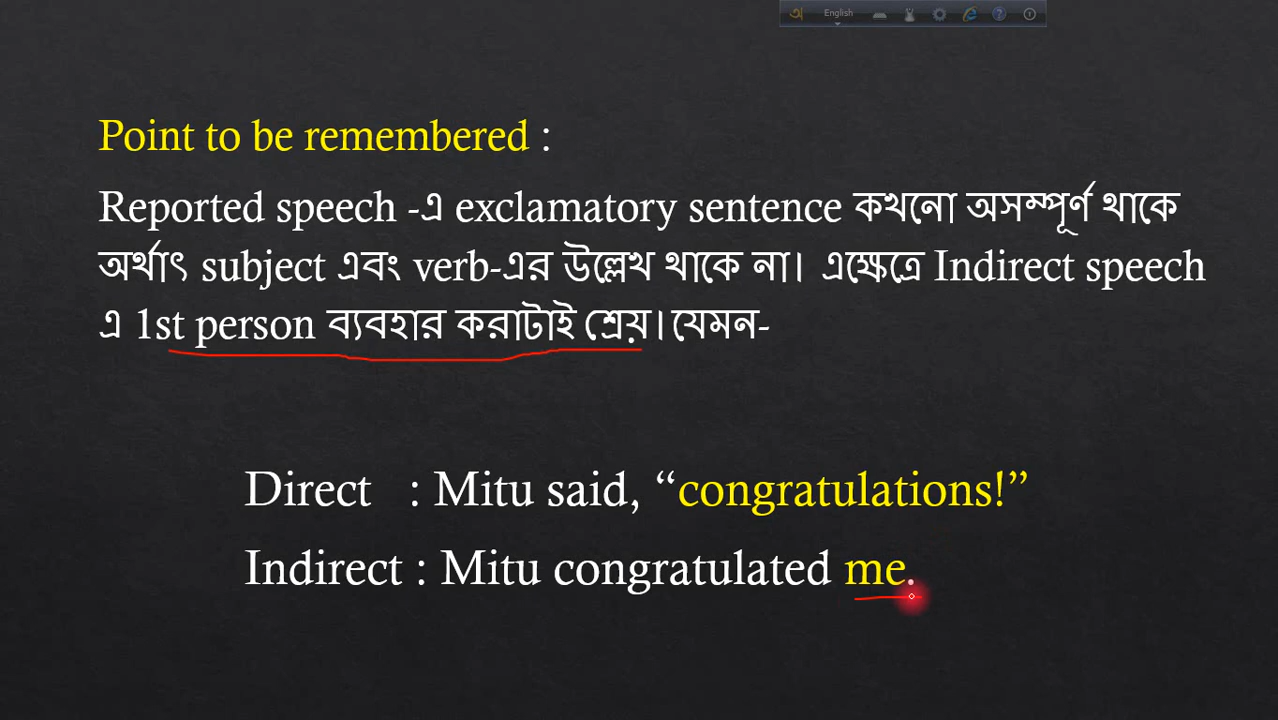 English
Point to be remembered :
Reported speech -এ exclamatory sentence কখনো অসম্পূর্ণ থাকে
অর্থাৎ subject এবং verb-এর উল্লেখ থাকে না। এক্ষেত্রে Indirect speech
এ 1st person ব্যবহার করাটাই শ্রেয়। যেমন-
Direct : Mitu said, “congratulations!”
Indirect : Mitu congratulated me.